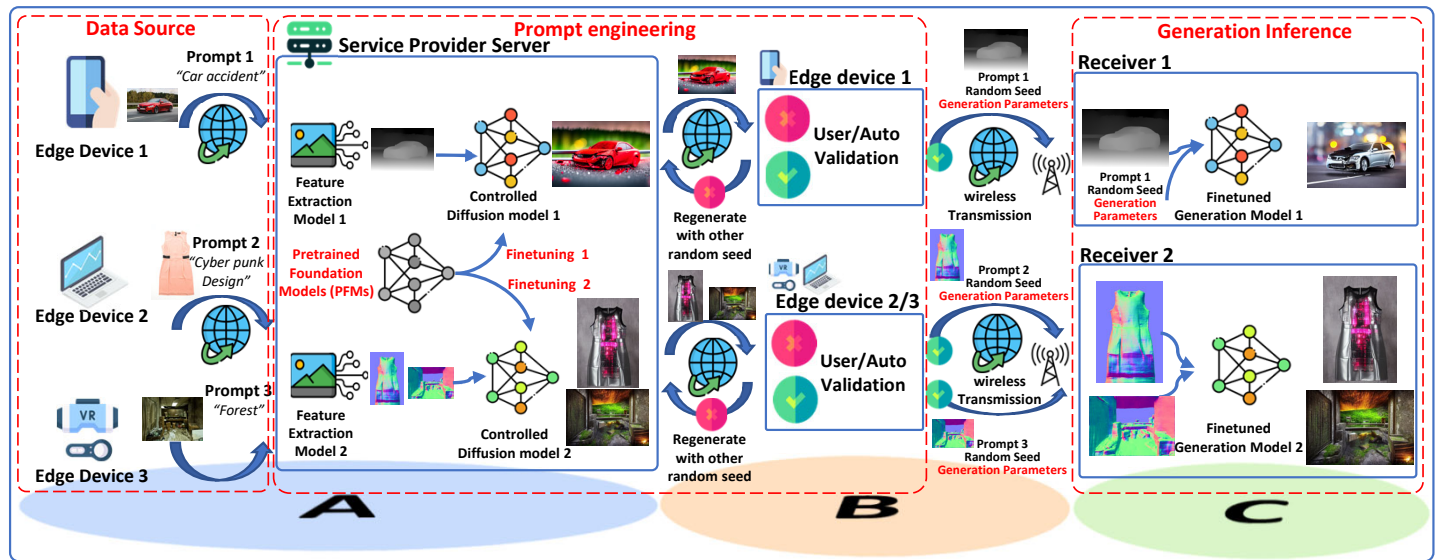 Data Source
Prompt 1
“Car accident”
Edge Device 1
Prompt 2
“Cyber punk
Design”
Edge Device 2
Prompt 3
“Forest”
VR
Edge Device 3
Prompt engineering
Service Provider Server
Feature
Extraction
Model 1
Controlled
Diffusion model 1
Pretrained
Foundation
Models (PFMs)
Finetuning 1
Finetuning 2
Feature
Extraction
Model 2
Controlled
Diffusion model 2
Regenerate
with other
random seed
Edge device 1
User/Auto
Validation
VR
Edge device 2/3
User/Auto
Validation
Regenerate
with other
random seed
Prompt 1
Random Seed
Generation Parameters
wireless
Transmission
Prompt 2
Random Seed
Generation Parameters
wireless
Transmission
Prompt 3
Random Seed
Generation Parameters
Generation Inference
Receiver 1
Prompt 1
Random Seed
Generation
Parameters
Finetuned
Generation Model 1
Receiver 2
Finetuned
Generation Model 2
A
B
C